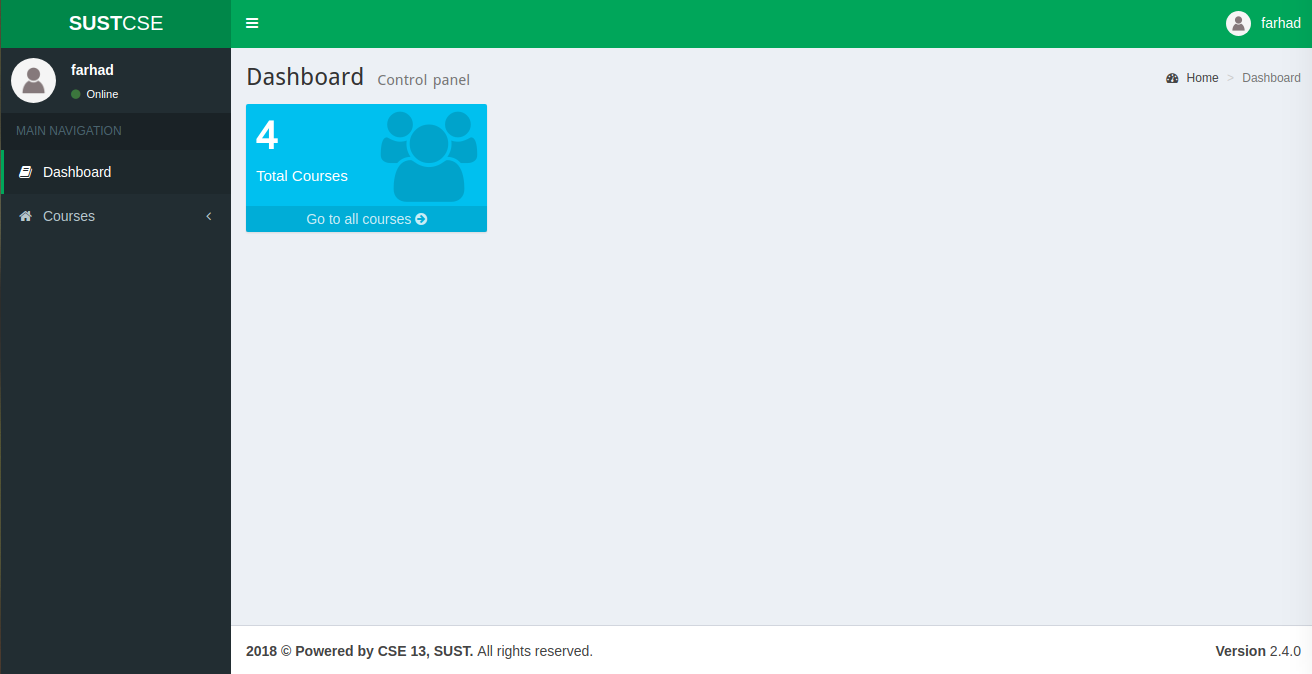 SUSTCSE
farhad
farhad
Online
MAIN NAVIGATION
Dashboard
Courses
Dashboard Control panel
Home > Dashboard
4
Total Courses
Go to all courses
2018 © Powered by CSE 13, SUST. All rights reserved.
Version 2.4.0